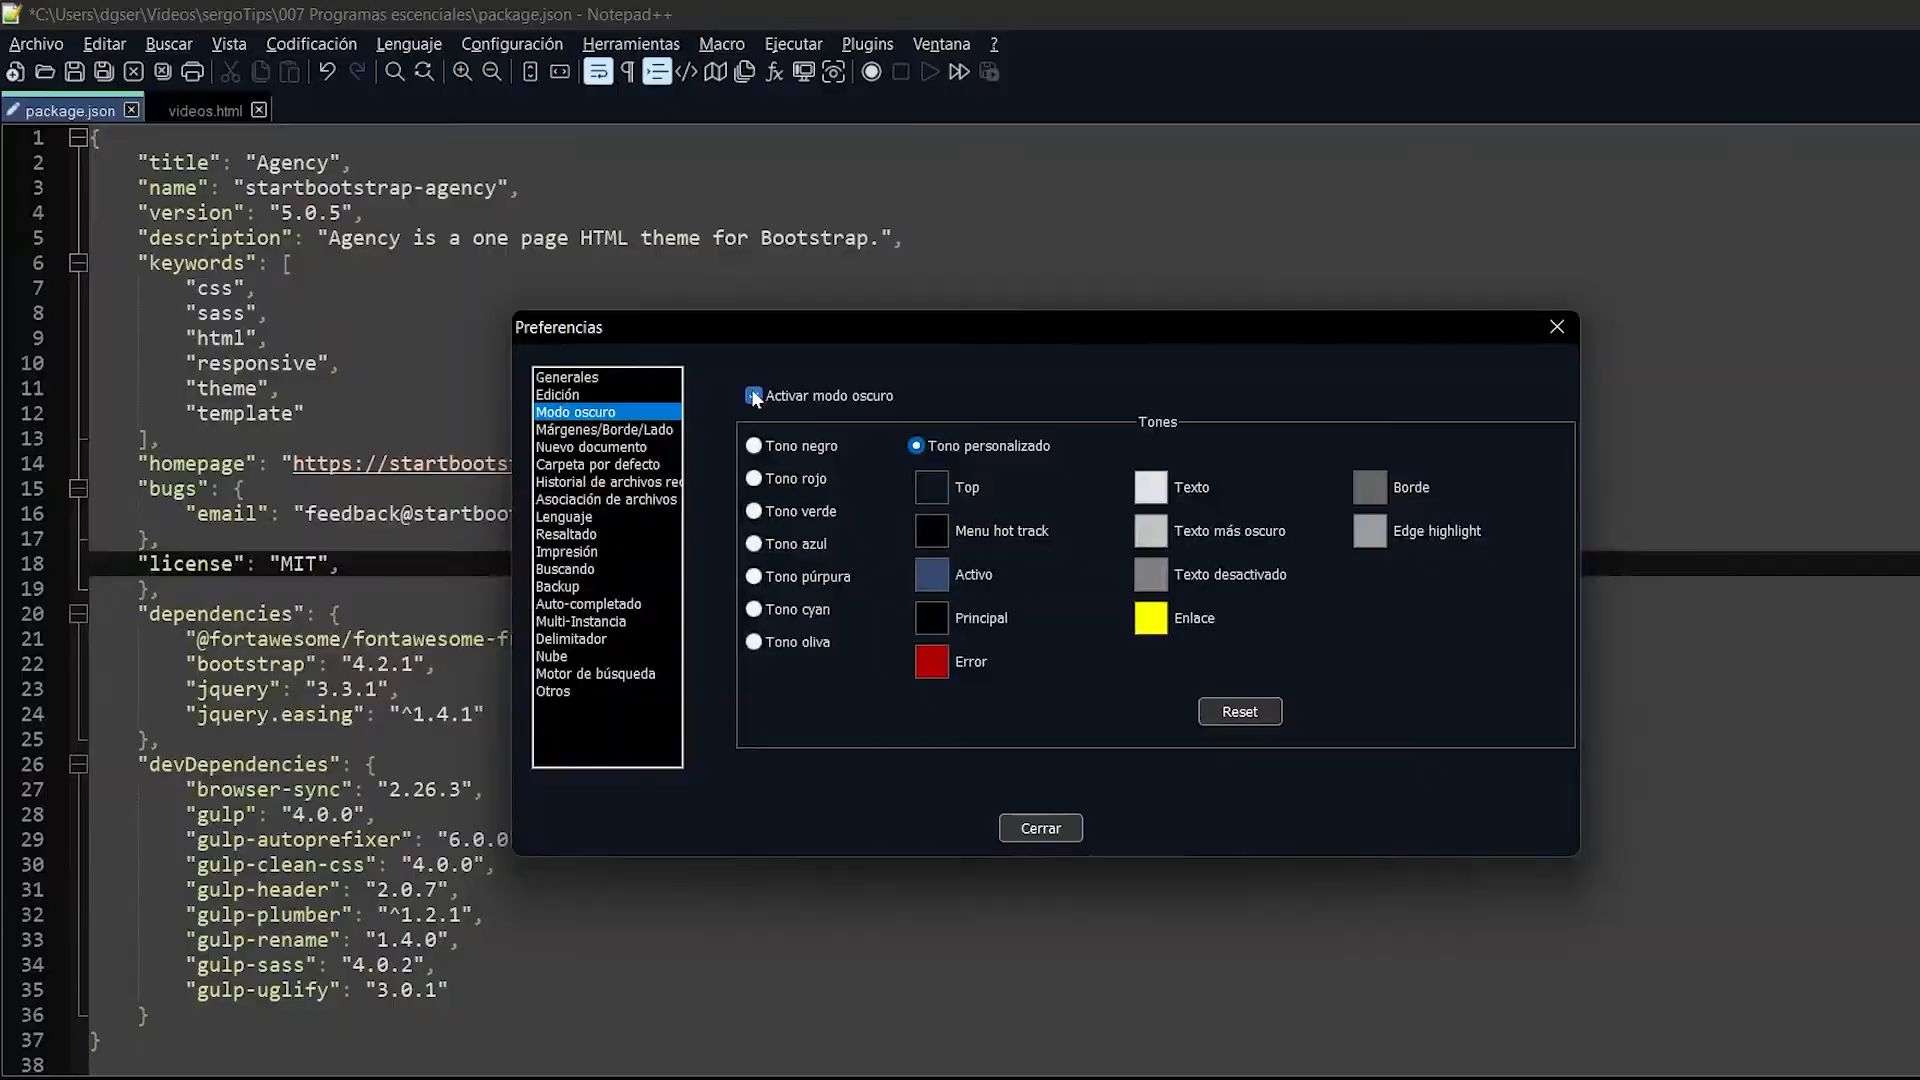 *C:\Users\dgser\Videos\sergoTips\007 Programas escenciales\package.json - Notepad++
Archivo Editar Buscar Vista Codificación Lenguaje Configuración Herramientas Macro Ejecutar Plugins Ventana ?
package.json videos.html
1 {
2 "title": "Agency",
3 "name": "startbootstrap-agency",
4 "version": "5.0.5",
5 "description": "Agency is a one page HTML theme for Bootstrap.",
6 "keywords": [
7 "css",
8 "sass",
9 "html",
10 "responsive",
11 "theme",
12 "template"
13 ],
14 "homepage": "https://startboots
15 "bugs": {
16 "email": "feedback@startboo
17 },
18 "license": "MIT",
19 },
20 "dependencies": {
21 "@fortawesome/fontawesome-f
22 "bootstrap": "4.2.1",
23 "jquery": "3.3.1",
24 "jquery.easing": "^1.4.1"
25 },
26 "devDependencies": {
27 "browser-sync": "2.26.3",
28 "gulp": "4.0.0",
29 "gulp-autoprefixer": "6.0.0
30 "gulp-clean-css": "4.0.0",
31 "gulp-header": "2.0.7",
32 "gulp-plumber": "^1.2.1",
33 "gulp-rename": "1.4.0",
34 "gulp-sass": "4.0.2",
35 "gulp-uglify": "3.0.1"
36 }
37 }
38
Preferencias
Generales
Edición
Modo oscuro
Márgenes/Borde/Lado
Nuevo documento
Carpeta por defecto
Historial de archivos rec
Asociación de archivos
Lenguaje
Resaltado
Impresión
Buscando
Backup
Auto-completado
Multi-Instancia
Delimitador
Nube
Motor de búsqueda
Otros
Activar modo oscuro
Tones
Tono negro
Tono rojo
Tono verde
Tono azul
Tono púrpura
Tono cyan
Tono oliva
Tono personalizado
Top
Menu hot track
Activo
Principal
Error
Texto
Texto más oscuro
Texto desactivado
Enlace
Borde
Edge highlight
Reset
Cerrar